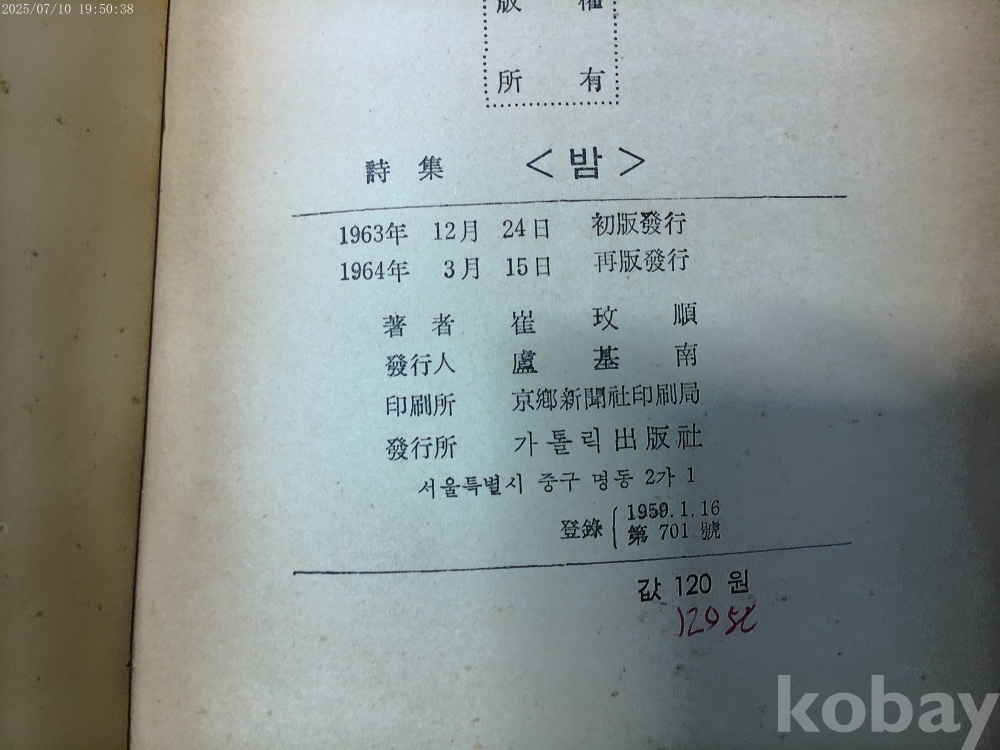 2025/07/10 19:50:38
版 權
所 有
詩 集 <밤>
1963年 12月 24日 初版發行
1964年 3月 15日 再版發行
著 者 崔 玟 順
發行人 盧 基 南
印刷所 京鄕新聞社印刷局
發行所 가톨릭出版社
서울특별시 중구 명동 2가 1
登錄 1959.1.16
第 701 號
값 120 원
kobay